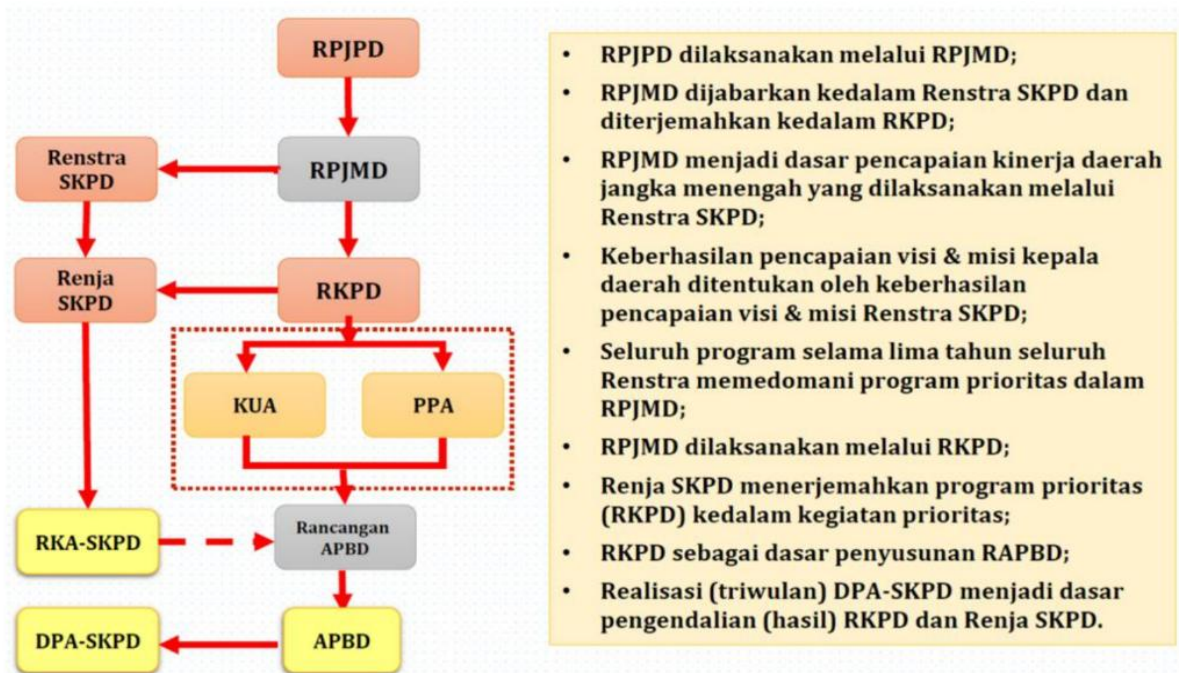 RPJPD
Renstra
SKPD
RPJMD
Renja
SKPD
RKPD
KUA
PPA
RKA-SKPD
Rancangan
APBD
DPA-SKPD
APBD
• RPJPD dilaksanakan melalui RPJMD;
• RPJMD dijabarkan kedalam Renstra SKPD dan
diterjemahkan kedalam RKPD;
• RPJMD menjadi dasar pencapaian kinerja daerah
jangka menengah yang dilaksanakan melalui
Renstra SKPD;
• Keberhasilan pencapaian visi & misi kepala
daerah ditentukan oleh keberhasilan
pencapaian visi & misi Renstra SKPD;
• Seluruh program selama lima tahun seluruh
Renstra memedomani program prioritas dalam
RPJMD;
• RPJMD dilaksanakan melalui RKPD;
• Renja SKPD menerjemahkan program prioritas
(RKPD) kedalam kegiatan prioritas;
• RKPD sebagai dasar penyusunan RAPBD;
• Realisasi (triwulan) DPA-SKPD menjadi dasar
pengendalian (hasil) RKPD dan Renja SKPD.